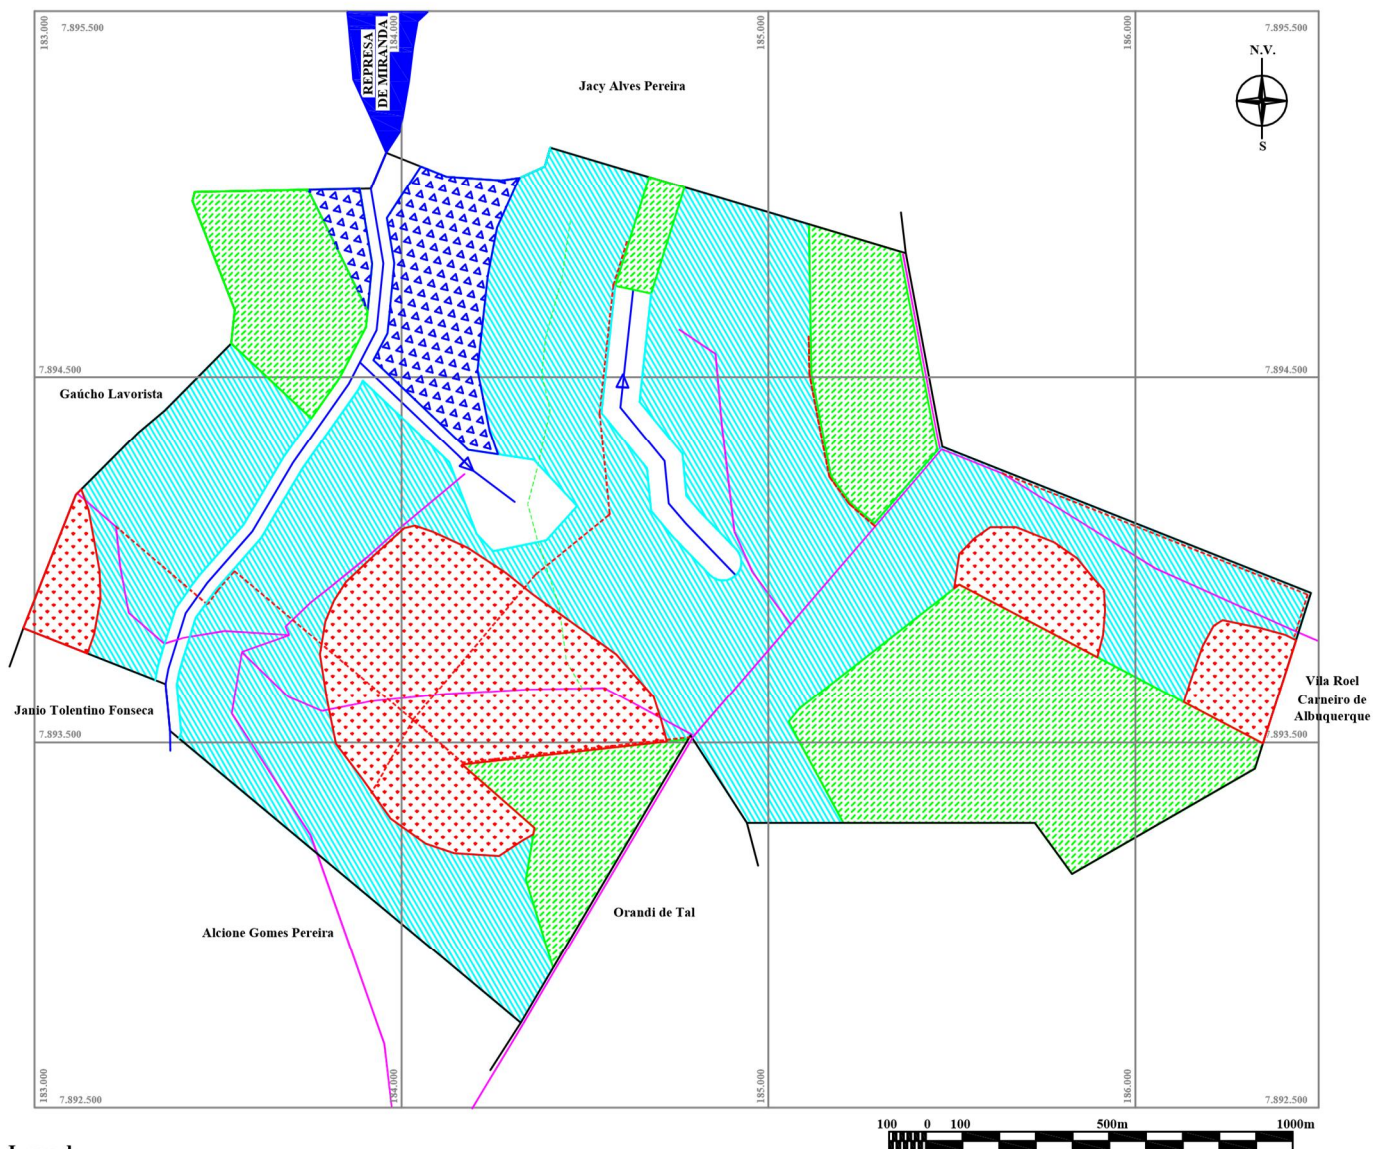 183.000
7.895.500
REPRESA
DE MIRANDA
184.000
185.000
186.000
7.895.500
N.V.
S
Jacy Alves Pereira
7.894.500
7.894.500
Gaúcho Lavorista
Janio Tolentino Fonseca
Vila Roel
Carneiro de
Albuquerque
7.893.500
Orandi de Tal
Alcione Gomes Pereira
183.000
7.892.500
184.000
185.000
186.000
7.892.500
100 0 100 500m 1000m